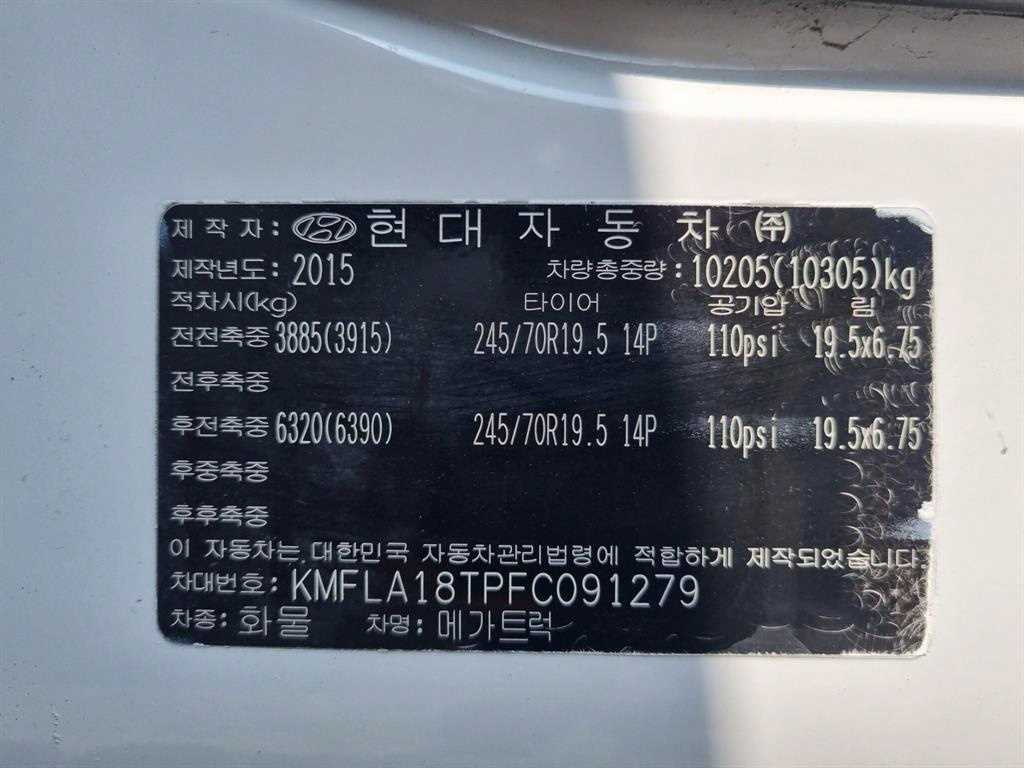 제작자: 현대자동차 ㈜
제작년도: 2015 차량총중량: 10205(10305)kg
적차시(kg) 타이어 공기압 림
전전축중 3885(3915) 245/70R19.5 14P 110psi 19.5x6.75
전후축중
후전축중 6320(6390) 245/70R19.5 14P 110psi 19.5x6.75
후중축중
후후축중
이 자동차는 대한민국 자동차관리법령에 적합하게 제작되었습니다.
차대번호: KMFLA18TPFC091279
차종: 화물 차명: 메가트럭